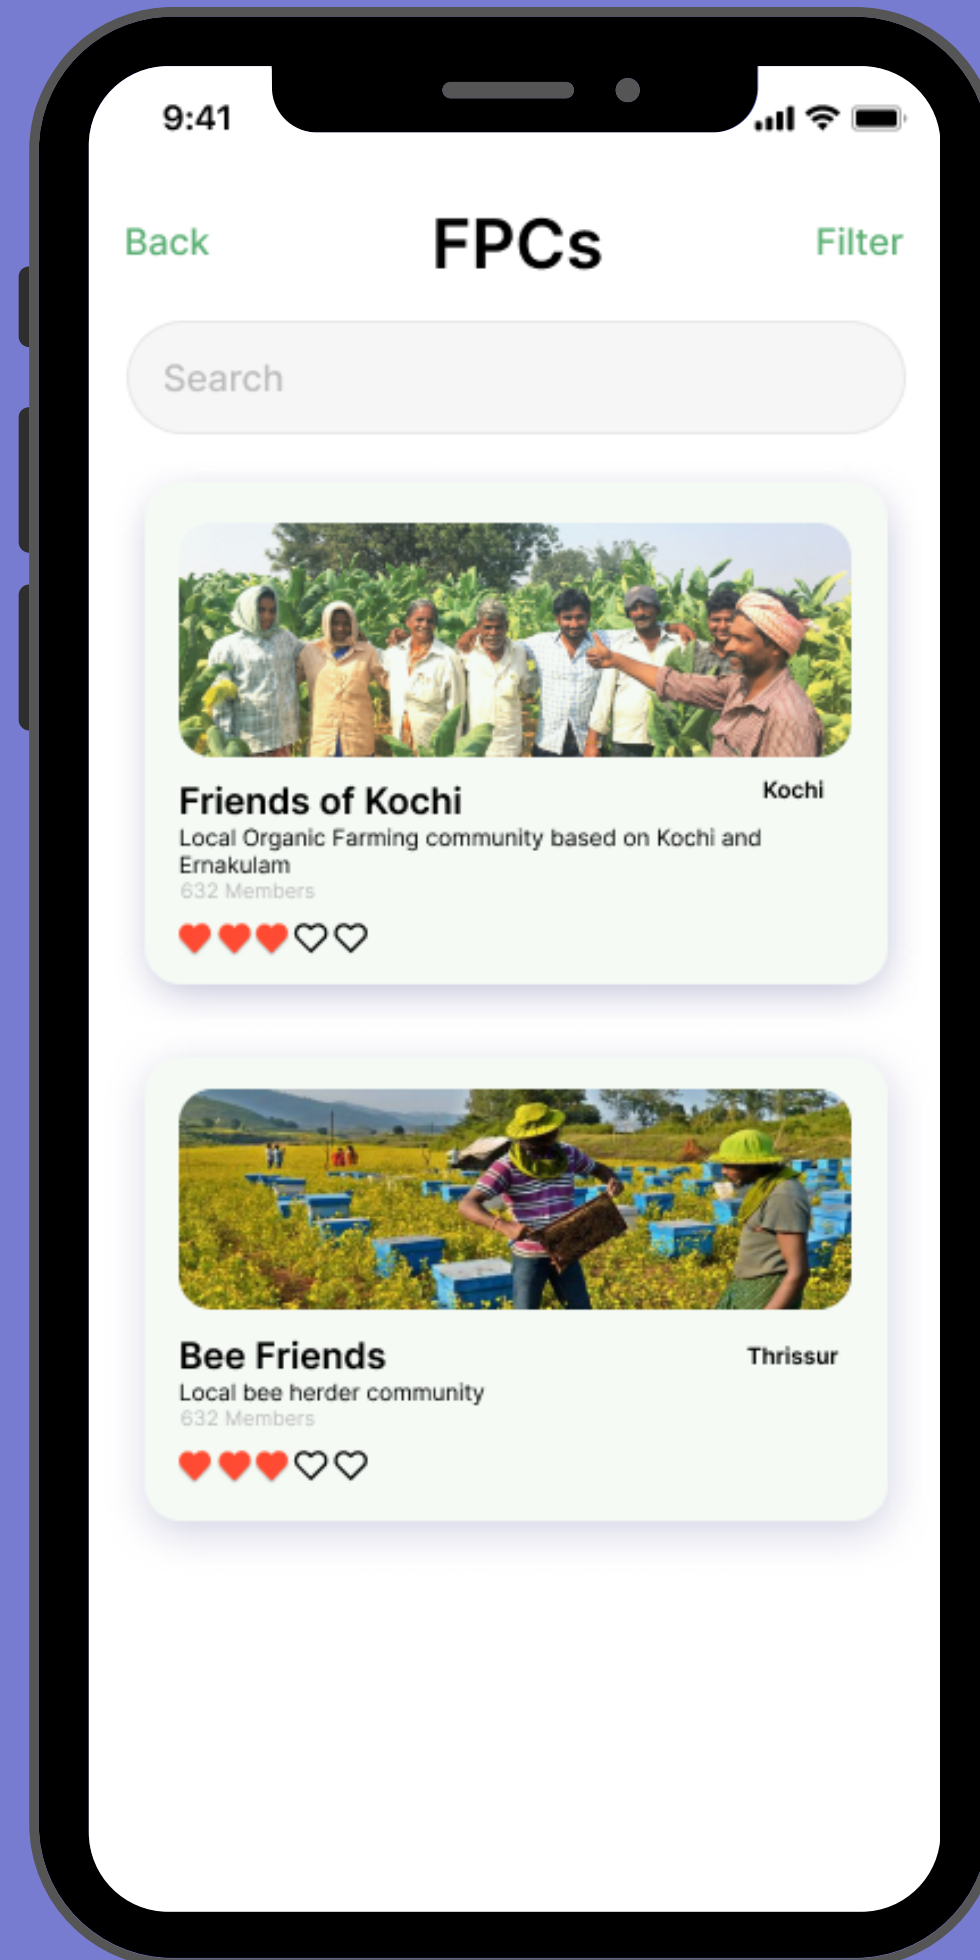 9:41
Back
FPCs
Filter
Search
Friends of Kochi
Kochi
Local Organic Farming community based on Kochi and
Ernakulam
632 Members
Bee Friends
Thrissur
Local bee herder community
632 Members